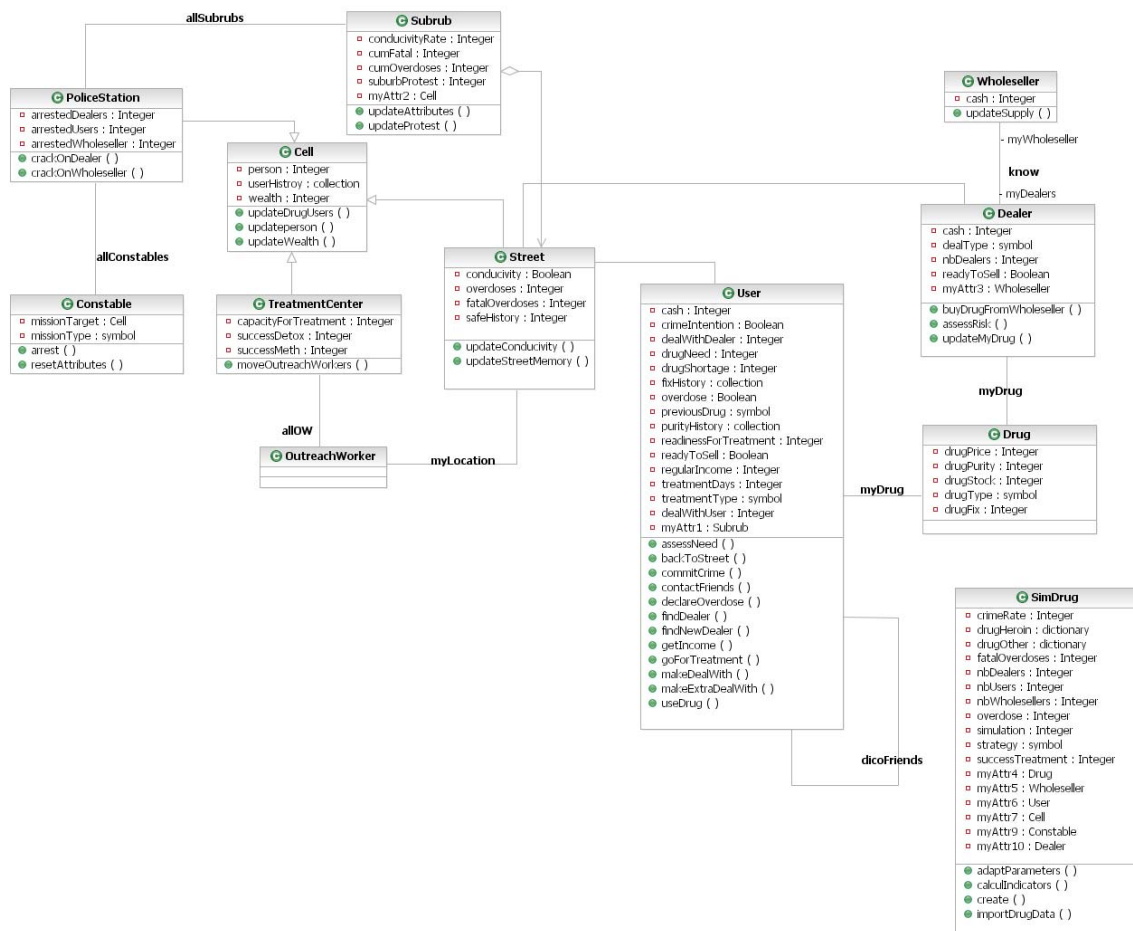 allSubrubs
Subrub
conducivityRate : Integer
cumFatal : Integer
cumOverdoses : Integer
suburbProtest : Integer
myAttr2 : Cell
updateAttributes ( )
updateProtest ( )
PoliceStation
arrestedDealers : Integer
arrestedUsers : Integer
arrestedWholeseller : Integer
crackOnDealer ( )
crackOnWholeseller ( )
Wholeseller
cash : Integer
updateSupply ( )
- myWholeseller
know
- myDealers
Cell
person : Integer
userHistroy : collection
wealth : Integer
updateDrugUsers ( )
updateperson ( )
updateWealth ( )
Dealer
cash : Integer
dealType : symbol
nbDealers : Integer
readyToSell : Boolean
myAttr3 : Wholeseller
buyDrugFromWholeseller ( )
assessRisk ( )
updateMyDrug ( )
allConstables
Constable
missionTarget : Cell
missionType : symbol
arrest ( )
resetAttributes ( )
TreatmentCenter
capacityForTreatment : Integer
successDetox : Integer
successMeth : Integer
moveOutreachWorkers ( )
Street
conducivity : Boolean
overdoses : Integer
fatalOverdoses : Integer
safeHistory : Integer
updateConducivity ( )
updateStreetMemory ( )
User
cash : Integer
crimeIntention : Boolean
dealWithDealer : Integer
drugNeed : Integer
drugShortage : Integer
fixHistory : collection
overdose : Boolean
previousDrug : symbol
purityHistory : collection
readinessForTreatment : Integer
readyToSell : Boolean
regularIncome : Integer
treatmentDays : Integer
treatmentType : symbol
dealWithUser : Integer
myAttr1 : Subrub
assessNeed ( )
backToStreet ( )
commitCrime ( )
contactFriends ( )
declareOverdose ( )
findDealer ( )
findNewDealer ( )
getIncome ( )
goForTreatment ( )
makeDealWith ( )
makeExtraDealWith ( )
useDrug ( )
myDrug
Drug
drugPrice : Integer
drugPurity : Integer
drugStock : Integer
drugType : symbol
drugFix : Integer
allOW
OutreachWorker
myLocation
myDrug
dicoFriends
SimDrug
crimeRate : Integer
drugHeroin : dictionary
drugOther : dictionary
fatalOverdoses : Integer
nbDealers : Integer
nbUsers : Integer
nbWholesellers : Integer
overdose : Integer
simulation : Integer
strategy : symbol
successTreatment : Integer
myAttr4 : Drug
myAttr5 : Wholeseller
myAttr6 : User
myAttr7 : Cell
myAttr9 : Constable
myAttr10 : Dealer
adaptParameters ( )
calculIndicators ( )
create ( )
importDrugData ( )